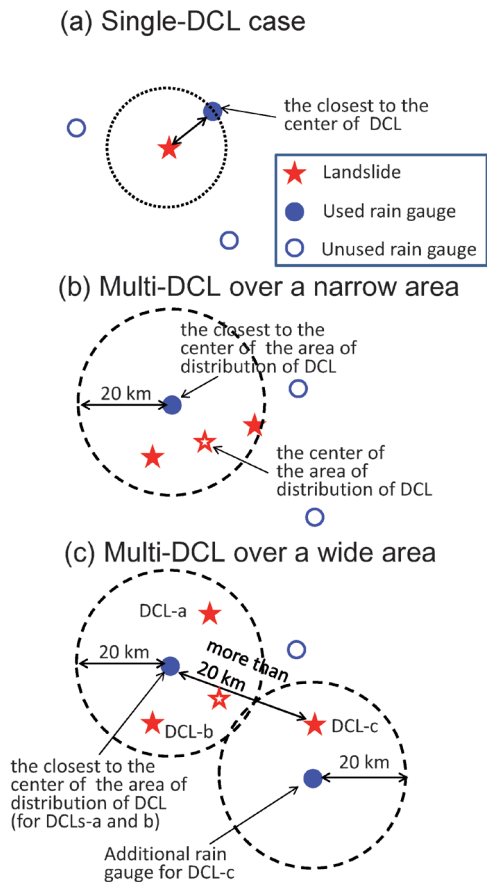 (a) Single-DCL case
the closest to the
center of DCL
Landslide
Used rain gauge
Unused rain gauge
(b) Multi-DCL over a narrow area
the closest to the
center of the area of
distribution of DCL
20 km
the center of
the area of
distribution of DCL
(c) Multi-DCL over a wide area
DCL-a
20 km
more than
20 km
DCL-b
DCL-c
20 km
the closest to the
center of the area of
distribution of DCL
(for DCLs-a and b)
Additional rain
gauge for DCL-c